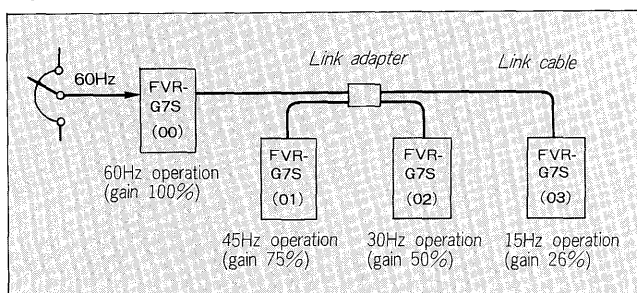 Link adapter
Link cable
60Hz
FVR-
G7S
(00)
FVR-
G7S
(01)
FVR-
G7S
(02)
FVR-
G7S
(03)
60Hz operation
(gain 100%)
45Hz operation
(gain 75%)
30Hz operation
(gain 50%)
15Hz operation
(gain 26%)